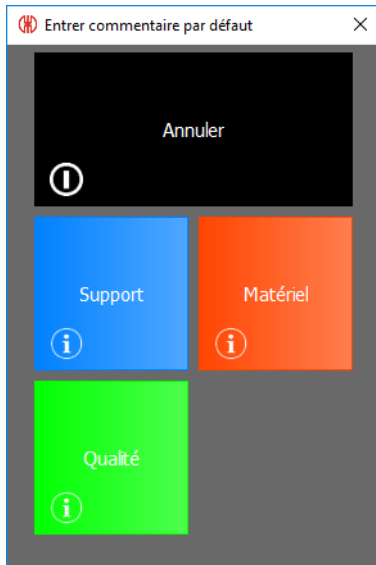 Entrer commentaire par défaut
Annuler
Support
Matériel
Qualité